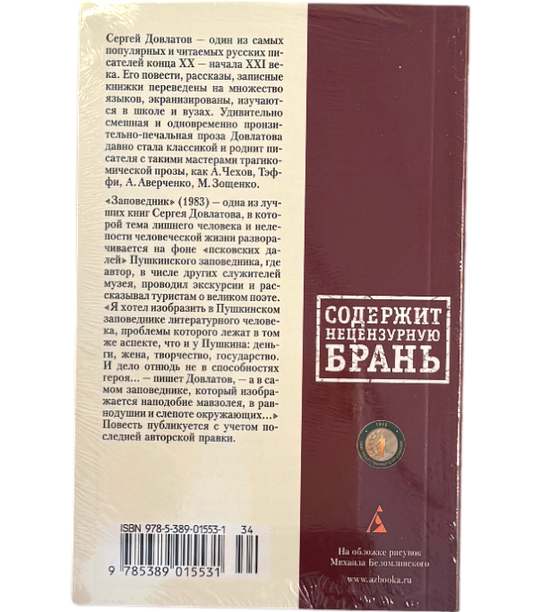 Сергей Довлатов — один из самых
популярных и читаемых русских пи-
сателей конца XX — начала XXI ве-
ка. Его повести, рассказы, записные
книжки переведены на множество
языков, экранизированы, изучают-
ся в школе и вузах. Удивительно
смешная и одновременно пронзи-
тельно-печальная проза Довлатова
давно стала классикой и роднит пи-
сателя с такими мастерами трагико-
мической прозы, как А. Чехов, Тэф-
фи, А. Аверченко, М. Зощенко.
«Заповедник» (1983) — одна из луч-
ших книг Сергея Довлатова, в кото-
рой тема лишнего человека и неле-
пости человеческой жизни развора-
чивается на фоне «псковских да-
лей» Пушкинского заповедника, где
автор, в числе других служителей
музея, проводил экскурсии и рас-
сказывал туристам о великом поэте.
«Я хотел изобразить в Пушкинском
заповеднике литературного челове-
ка, проблемы которого лежат в том
же аспекте, что и у Пушкина: день-
ги, жена, творчество, государство.
И дело отнюдь не в способностях
героя... — пишет Довлатов, — а в са-
мом заповеднике, который изобра-
жается наподобие мавзолея, в рав-
нодушии и слепоте окружающих...»
Повесть публикуется с учетом по-
следней авторской правки.
СОДЕРЖИТ
НЕЦЕНЗУРНУЮ
БРАНЬ
ISBN 978-5-389-01553-1
34
9 785389 015531
На обложке рисунок
Михаила Беломлинского
www.azbooka.ru